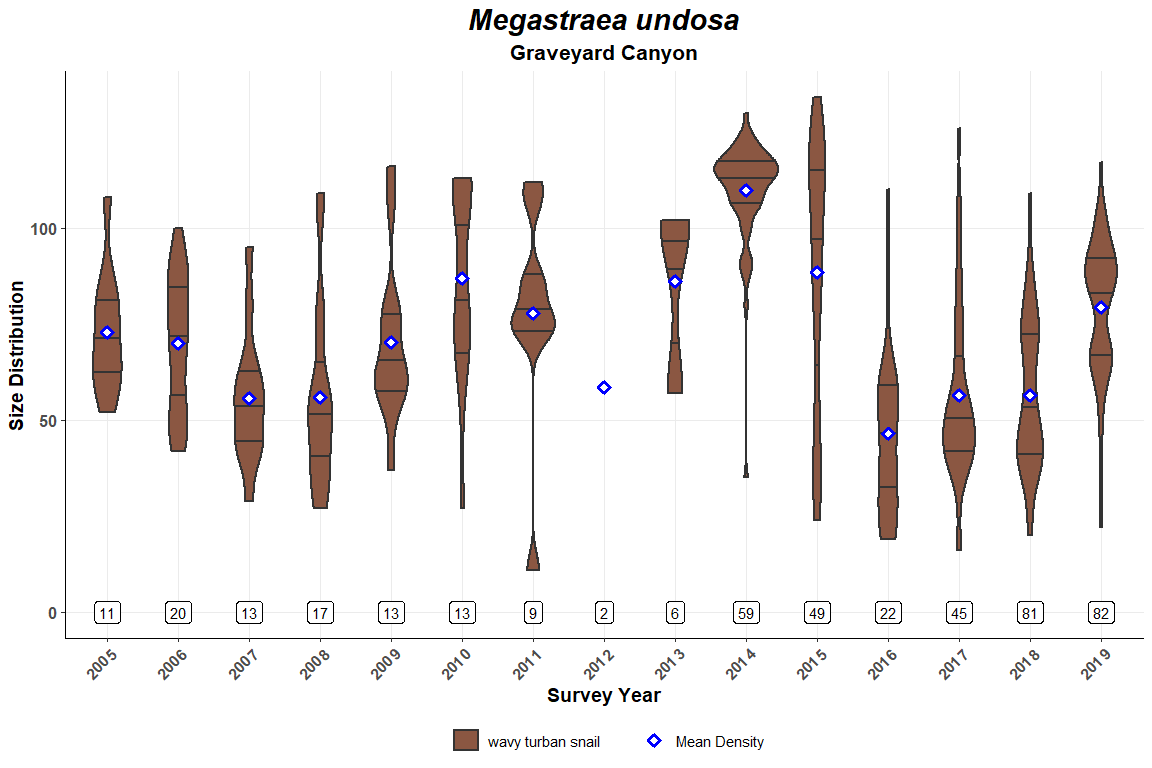 Megastraea undosa
Graveyard Canyon
Size Distribution
100
50
0
11 20 13 17 13 13 9 2 6 59 49 22 45 81 82
2005 2006 2007 2008 2009 2010 2011 2012 2013 2014 2015 2016 2017 2018 2019
Survey Year
wavy turban snail Mean Density